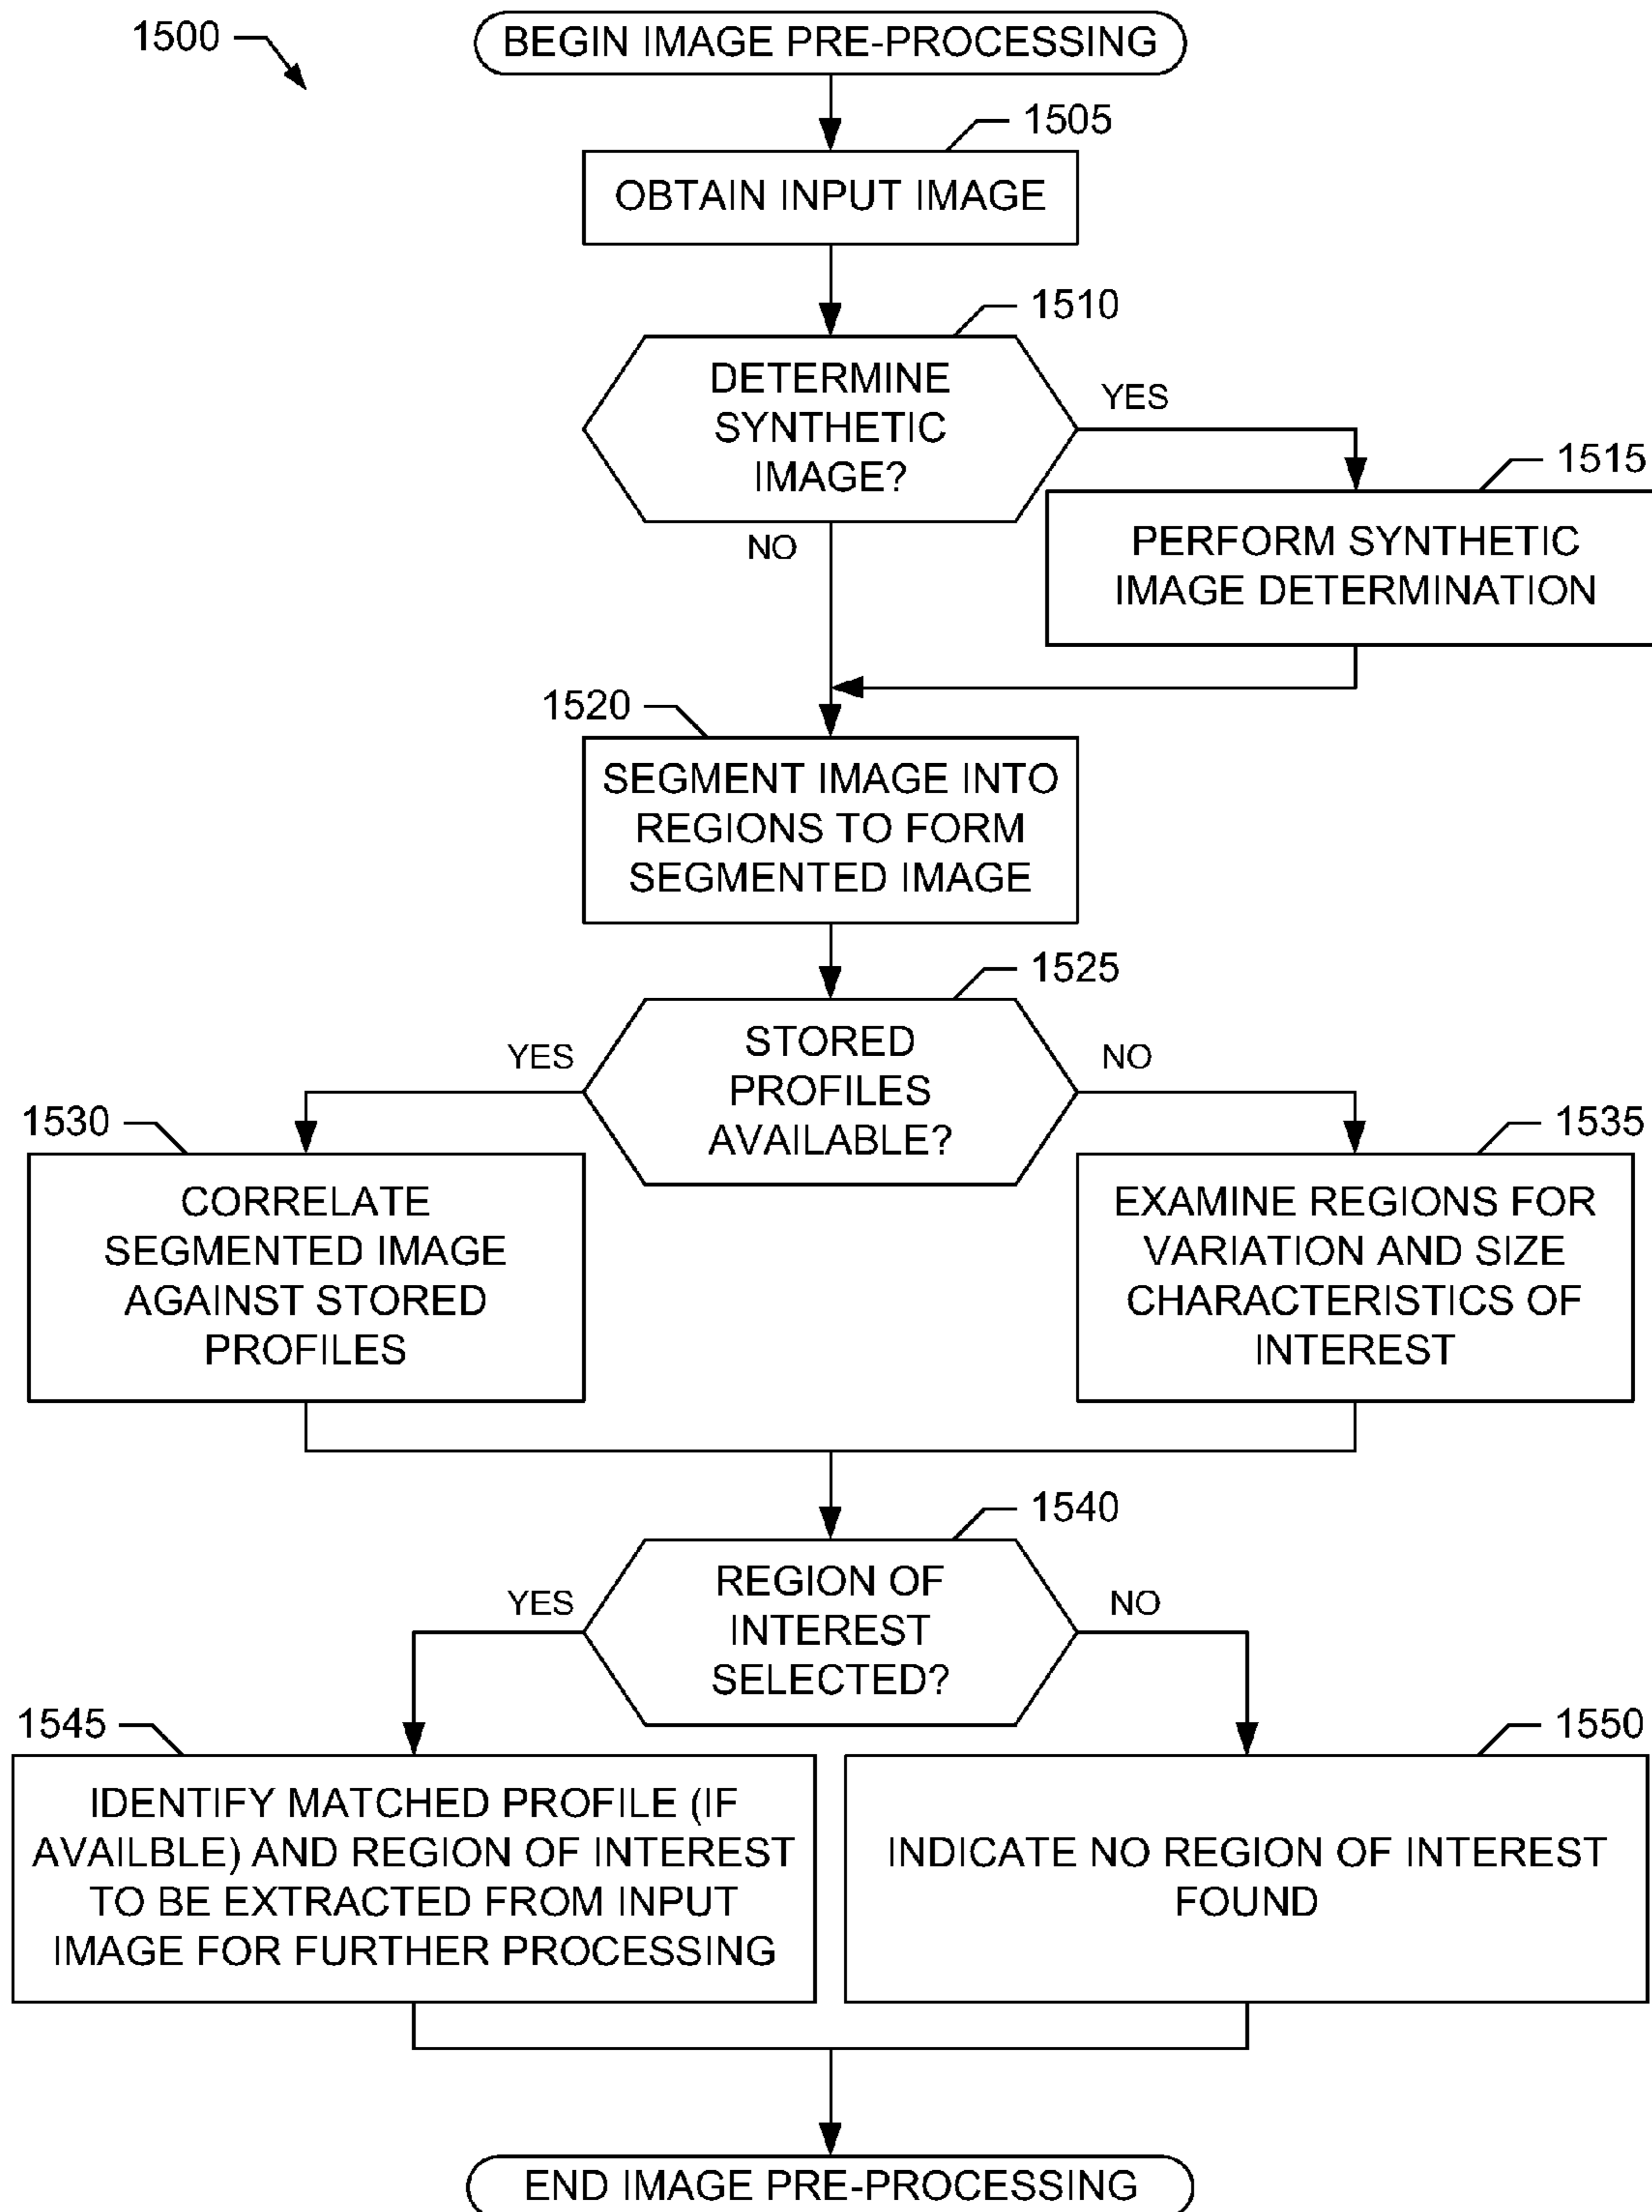 1500
BEGIN IMAGE PRE-PROCESSING
1505
OBTAIN INPUT IMAGE
1510
DETERMINE
SYNTHETIC
IMAGE?
YES
NO
1515
PERFORM SYNTHETIC
IMAGE DETERMINATION
1520
SEGMENT IMAGE INTO
REGIONS TO FORM
SEGMENTED IMAGE
1525
STORED
PROFILES
AVAILABLE?
YES
NO
1530
CORRELATE
SEGMENTED IMAGE
AGAINST STORED
PROFILES
1535
EXAMINE REGIONS FOR
VARIATION AND SIZE
CHARACTERISTICS OF
INTEREST
1540
REGION OF
INTEREST
SELECTED?
YES
NO
1545
IDENTIFY MATCHED PROFILE (IF
AVAILBLE) AND REGION OF INTEREST
TO BE EXTRACTED FROM INPUT
IMAGE FOR FURTHER PROCESSING
1550
INDICATE NO REGION OF INTEREST
FOUND
END IMAGE PRE-PROCESSING